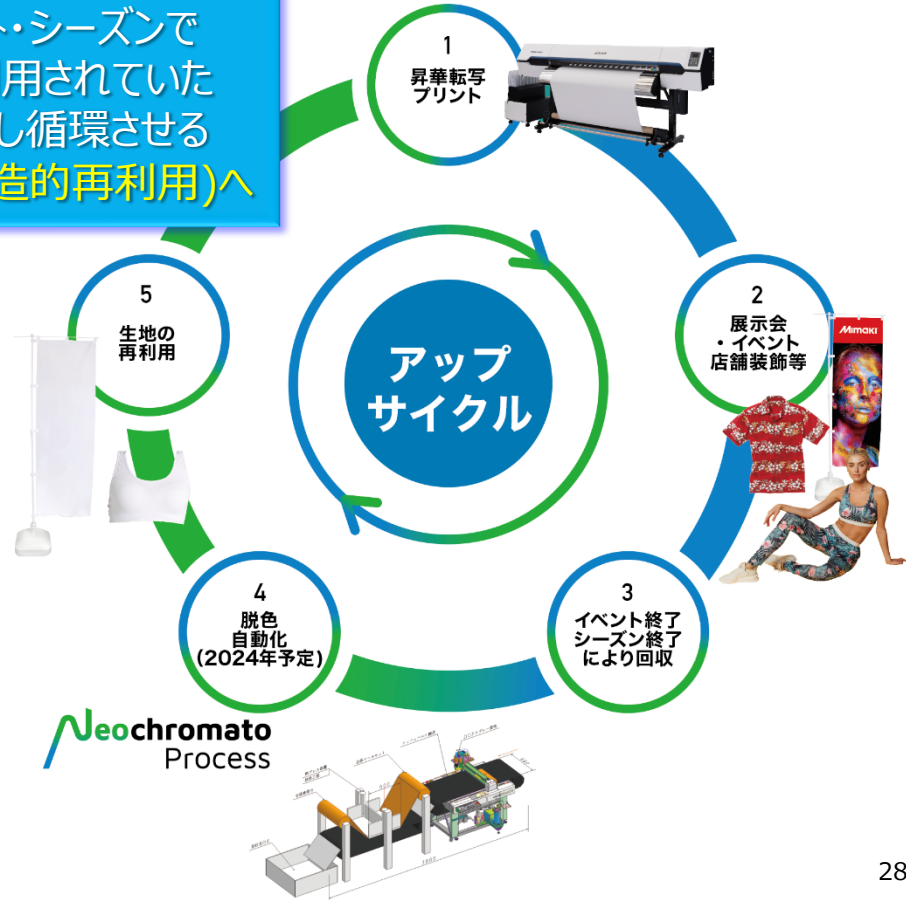 ・シーズンで
用されていた
し循環させる
造的再利用)へ
1
昇華転写
プリント
2
展示会
・イベント
店舗装飾等
Mimaki
3
イベント終了
シーズン終了
により回収
4
脱色
自動化
(2024年予定)
5
生地の
再利用
アップ
サイクル
Neochromato
Process
28